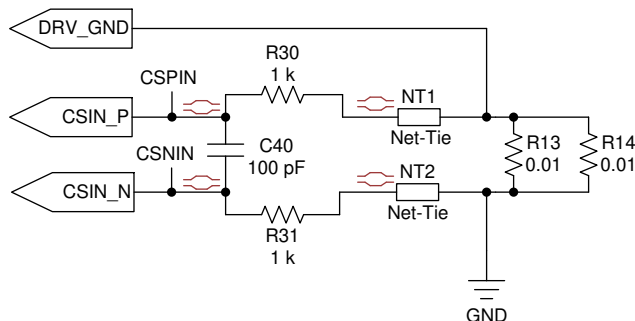 DRV_GND
R30
1 k
CSPIN
NT1
CSIN_P
Net-Tie
C40
100 pF
R13
0.01
R14
0.01
CSNIN
NT2
CSIN_N
Net-Tie
R31
1 k
GND